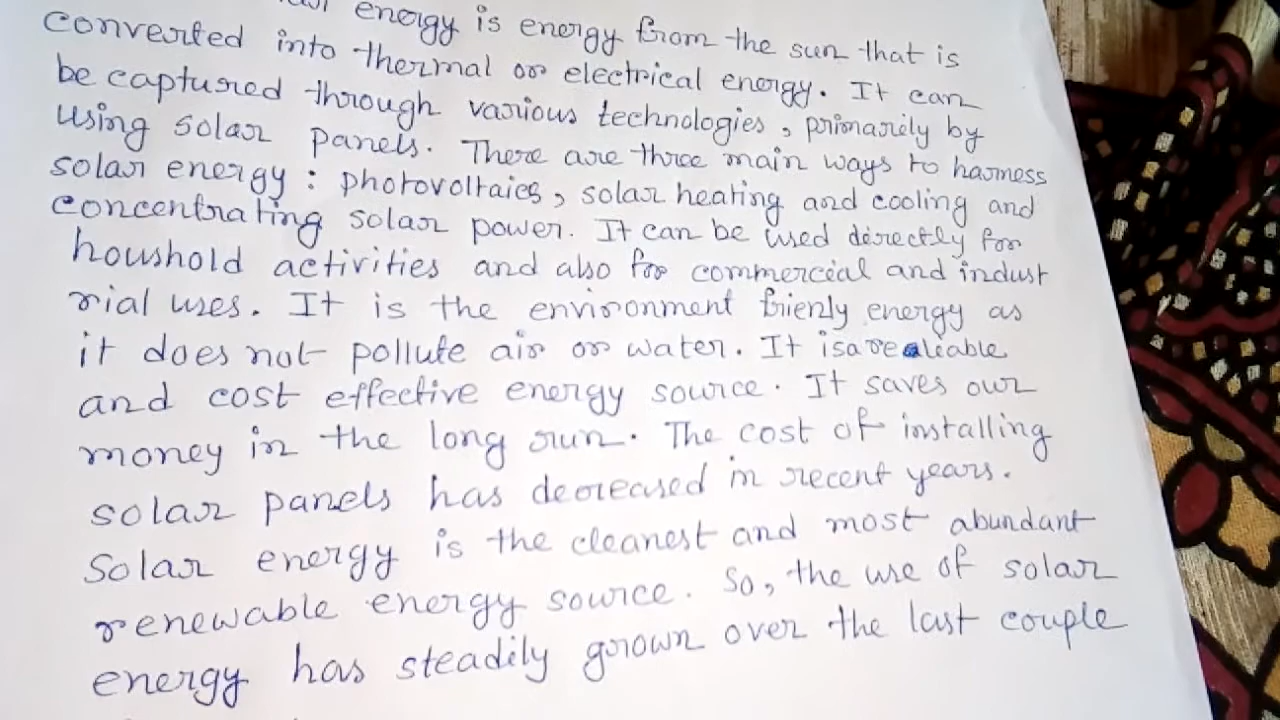 energy is energy from the sun that is
converted into thermal or electrical energy. It can
be captured through various technologies, primarily by
using solar panels. There are three main ways to harness
solar energy : photovoltaics, solar heating and cooling and
concentrating solar power. It can be used directly for
houshold activities and also for commercial and indust
rial uses. It is the environment frienly energy as
it does not pollute air or water. It is a realiable
and cost effective energy source. It saves our
money in the long run. The cost of installing
solar panels has decreased in recent years.
Solar energy is the cleanest and most abundant
renewable energy source. So, the use of solar
energy has steadily grown over the last couple